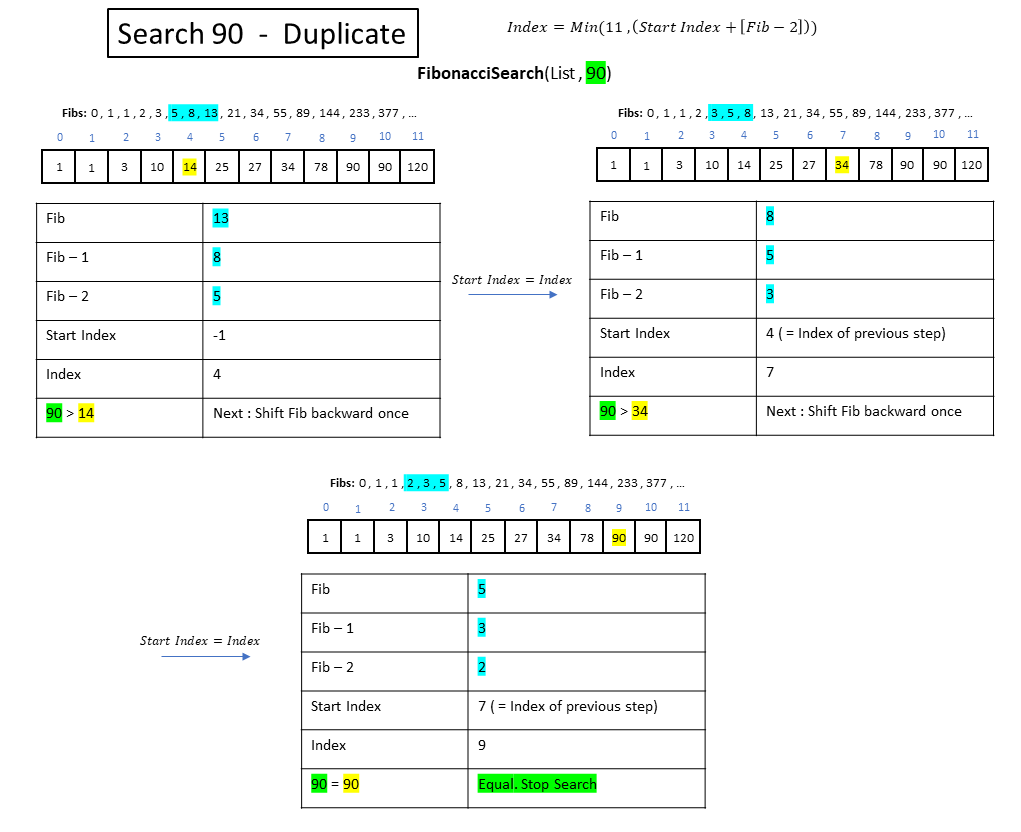 Search 90 - Duplicate
Index = Min(11 ,(Start Index + [Fib − 2]))
FibonacciSearch(List , 90)
Fibs: 0 , 1 , 1 , 2 , 3 , 5 , 8 , 13 , 21 , 34 , 55 , 89 , 144 , 233 , 377 , …
0 1 2 3 4 5 6 7 8 9 10 11
1 1 3 10 14 25 27 34 78 90 90 120
Fib 13
Fib – 1 8
Fib – 2 5
Start Index -1
Index 4
90 > 14 Next : Shift Fib backward once
Start Index = Index
Fibs: 0 , 1 , 1 , 2 , 3 , 5 , 8 , 13 , 21 , 34 , 55 , 89 , 144 , 233 , 377 , …
0 1 2 3 4 5 6 7 8 9 10 11
1 1 3 10 14 25 27 34 78 90 90 120
Fib 8
Fib – 1 5
Fib – 2 3
Start Index 4 ( = Index of previous step)
Index 7
90 > 34 Next : Shift Fib backward once
Start Index = Index
Fibs: 0 , 1 , 1 , 2 , 3 , 5 , 8 , 13 , 21 , 34 , 55 , 89 , 144 , 233 , 377 , …
0 1 2 3 4 5 6 7 8 9 10 11
1 1 3 10 14 25 27 34 78 90 90 120
Fib 5
Fib – 1 3
Fib – 2 2
Start Index 7 ( = Index of previous step)
Index 9
90 = 90 Equal. Stop Search